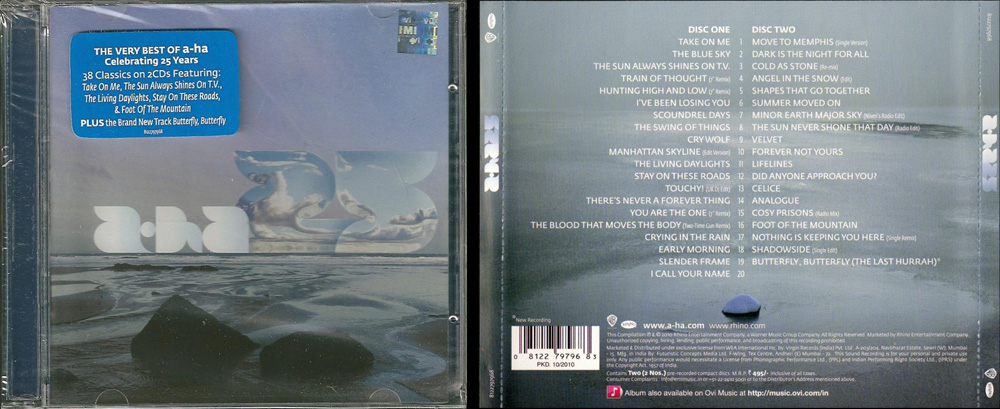 THE VERY BEST OF a-ha
Celebrating 25 Years
38 Classics on 2CDs Featuring:
Take On Me, The Sun Always Shines On T.V.,
The Living Daylights, Stay On These Roads,
& Foot Of The Mountain
PLUS the Brand New Track Butterfly, Butterfly
a-ha 25
DISC ONE DISC TWO
TAKE ON ME 1 MOVE TO MEMPHIS (Single Version)
THE BLUE SKY 2 DARK IS THE NIGHT FOR ALL
THE SUN ALWAYS SHINES ON T.V. 3 COLD AS STONE (Re-mix)
TRAIN OF THOUGHT (7" Remix) 4 ANGEL IN THE SNOW (Edit)
HUNTING HIGH AND LOW (7" Remix) 5 SHAPES THAT GO TOGETHER
I'VE BEEN LOSING YOU 6 SUMMER MOVED ON
SCOUNDREL DAYS 7 MINOR EARTH MAJOR SKY (Niven's Radio Edit)
THE SWING OF THINGS 8 THE SUN NEVER SHONE THAT DAY (Radio Edit)
CRY WOLF 9 VELVET
MANHATTAN SKYLINE (Edit Version) 10 FOREVER NOT YOURS
THE LIVING DAYLIGHTS 11 LIFELINES
STAY ON THESE ROADS 12 DID ANYONE APPROACH YOU?
TOUCHY! (UK DJ Edit) 13 CELICE
THERE'S NEVER A FOREVER THING 14 ANALOGUE
YOU ARE THE ONE (7" Remix) 15 COSY PRISONS (Radio Mix)
THE BLOOD THAT MOVES THE BODY (Two-Time Gun Remix) 16 FOOT OF THE MOUNTAIN
CRYING IN THE RAIN 17 NOTHING IS KEEPING YOU HERE (Single Remix)
EARLY MORNING 18 SHADOWSIDE (Single Edit)
SLENDER FRAME 19 BUTTERFLY, BUTTERFLY (THE LAST HURRAH)*
I CALL YOUR NAME 20
*New Recording
www.a-ha.com www.rhino.com
0 81227 97968 3
PKD. 10/2010
Contains Two (2 Nos.) pre-recorded compact discs. M.R.P. ₹ 495/- inclusive of all taxes.
Album also available on Ovi Music at http://music.ovi.com/in